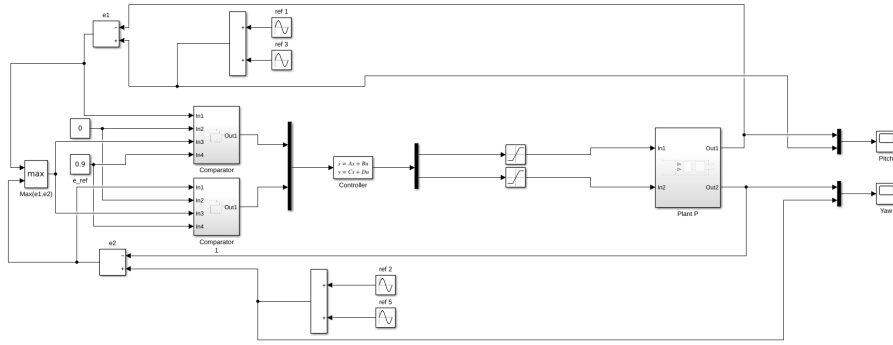 e1
ref 1
ref 3
−
+
+
+
0
In1
In2
In3
In4
Out1
Comparator
max
Max(e1,e2)
0.9
e_ref
ẋ = Ax + Bu
y = Cx + Du
Controller
In1
In2
Out1
Out2
Plant P
Pitch
Yaw
In1
In2
In3
In4
Out1
Comparator
1
e2
−
+
ref 2
ref 5
+
+